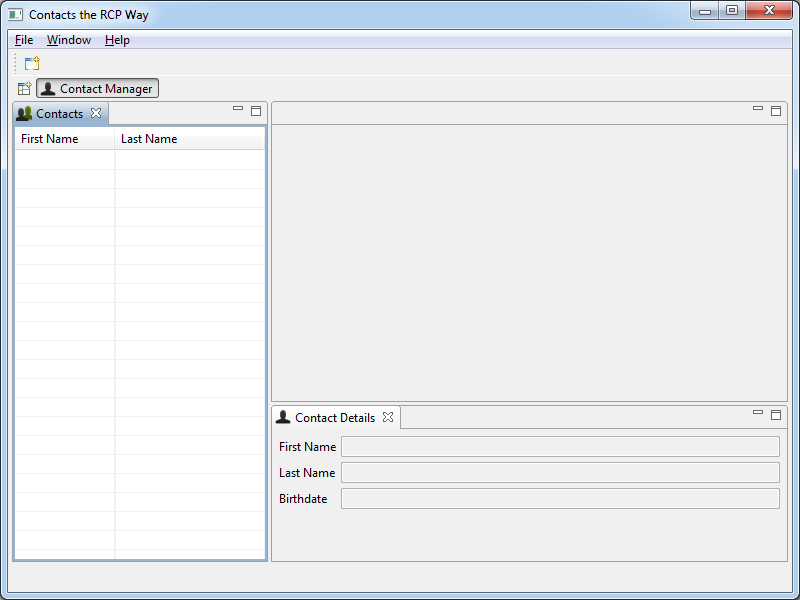 Contacts the RCP Way
File Window Help
Contact Manager
Contacts
First Name Last Name
Contact Details
First Name
Last Name
Birthdate